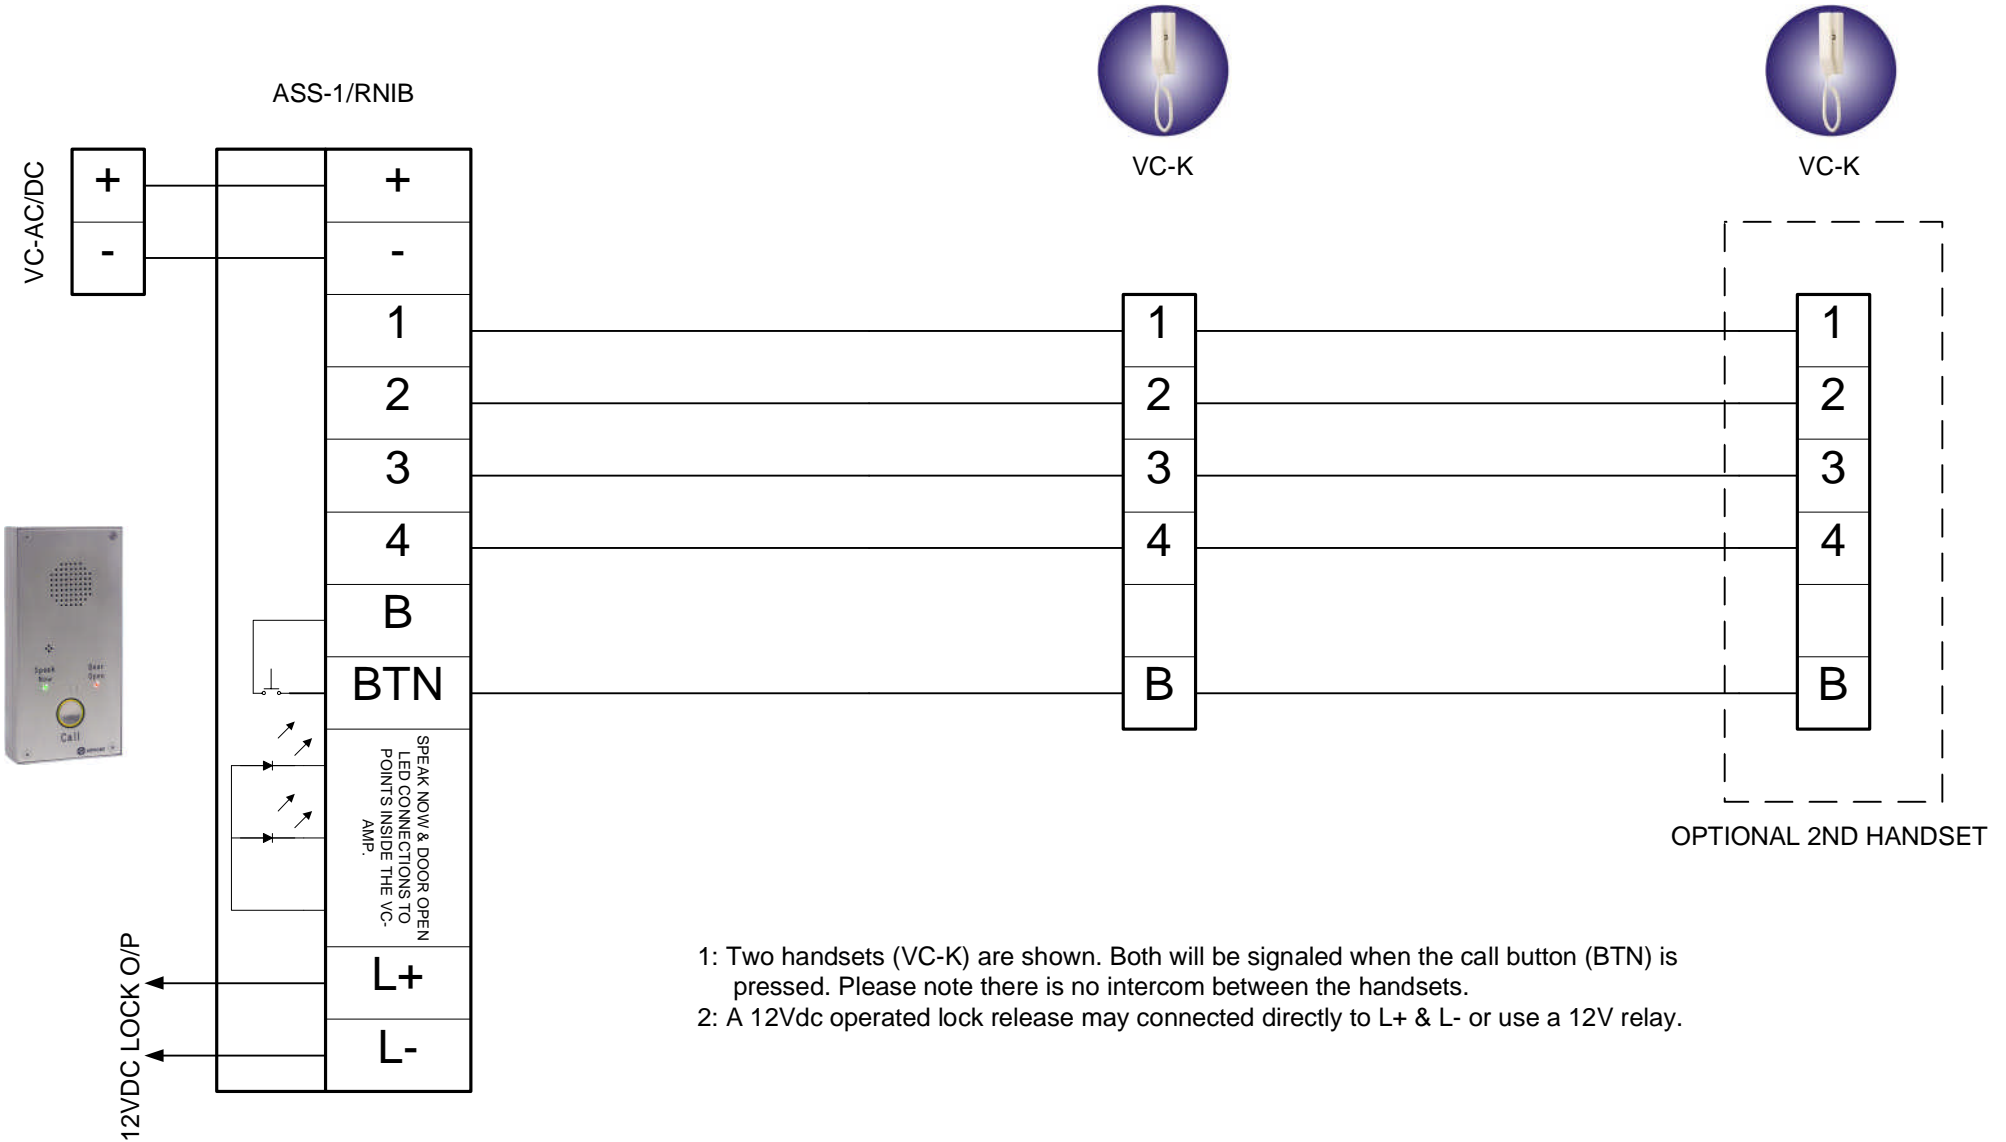 ASS-1/RNIB
VC-K
VC-K
VC-AC/DC
+
-
+
-
1
2
3
4
B
BTN
SPEAK NOW & DOOR OPEN
LED CONNECTIONS TO
POINTS INSIDE THE VC-
AMP.
L+
L-
12VDC LOCK O/P
1
2
3
4
B
1
2
3
4
B
OPTIONAL 2ND HANDSET
Speak
Now
Door
Open
Call
1: Two handsets (VC-K) are shown. Both will be signaled when the call button (BTN) is
pressed. Please note there is no intercom between the handsets.
2: A 12Vdc operated lock release may connected directly to L+ & L- or use a 12V relay.